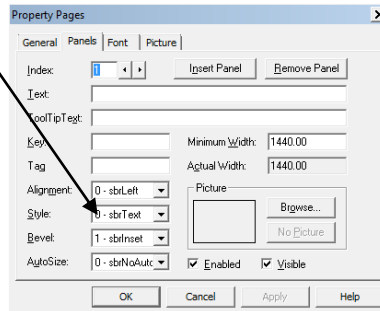 Property Pages
General Panels Font Picture
Index: 1 Insert Panel Remove Panel
Text:
ToolTipText:
Key: Minimum Width: 1440.00
Tag Actual Width: 1440.00
Alignment: 0 - sbrLeft Picture
Style: 0 - sbrText Browse...
Bevel: 1 - sbrInset No Picture
AutoSize: 0 - sbrNoAutc Enabled Visible
OK Cancel Apply Help